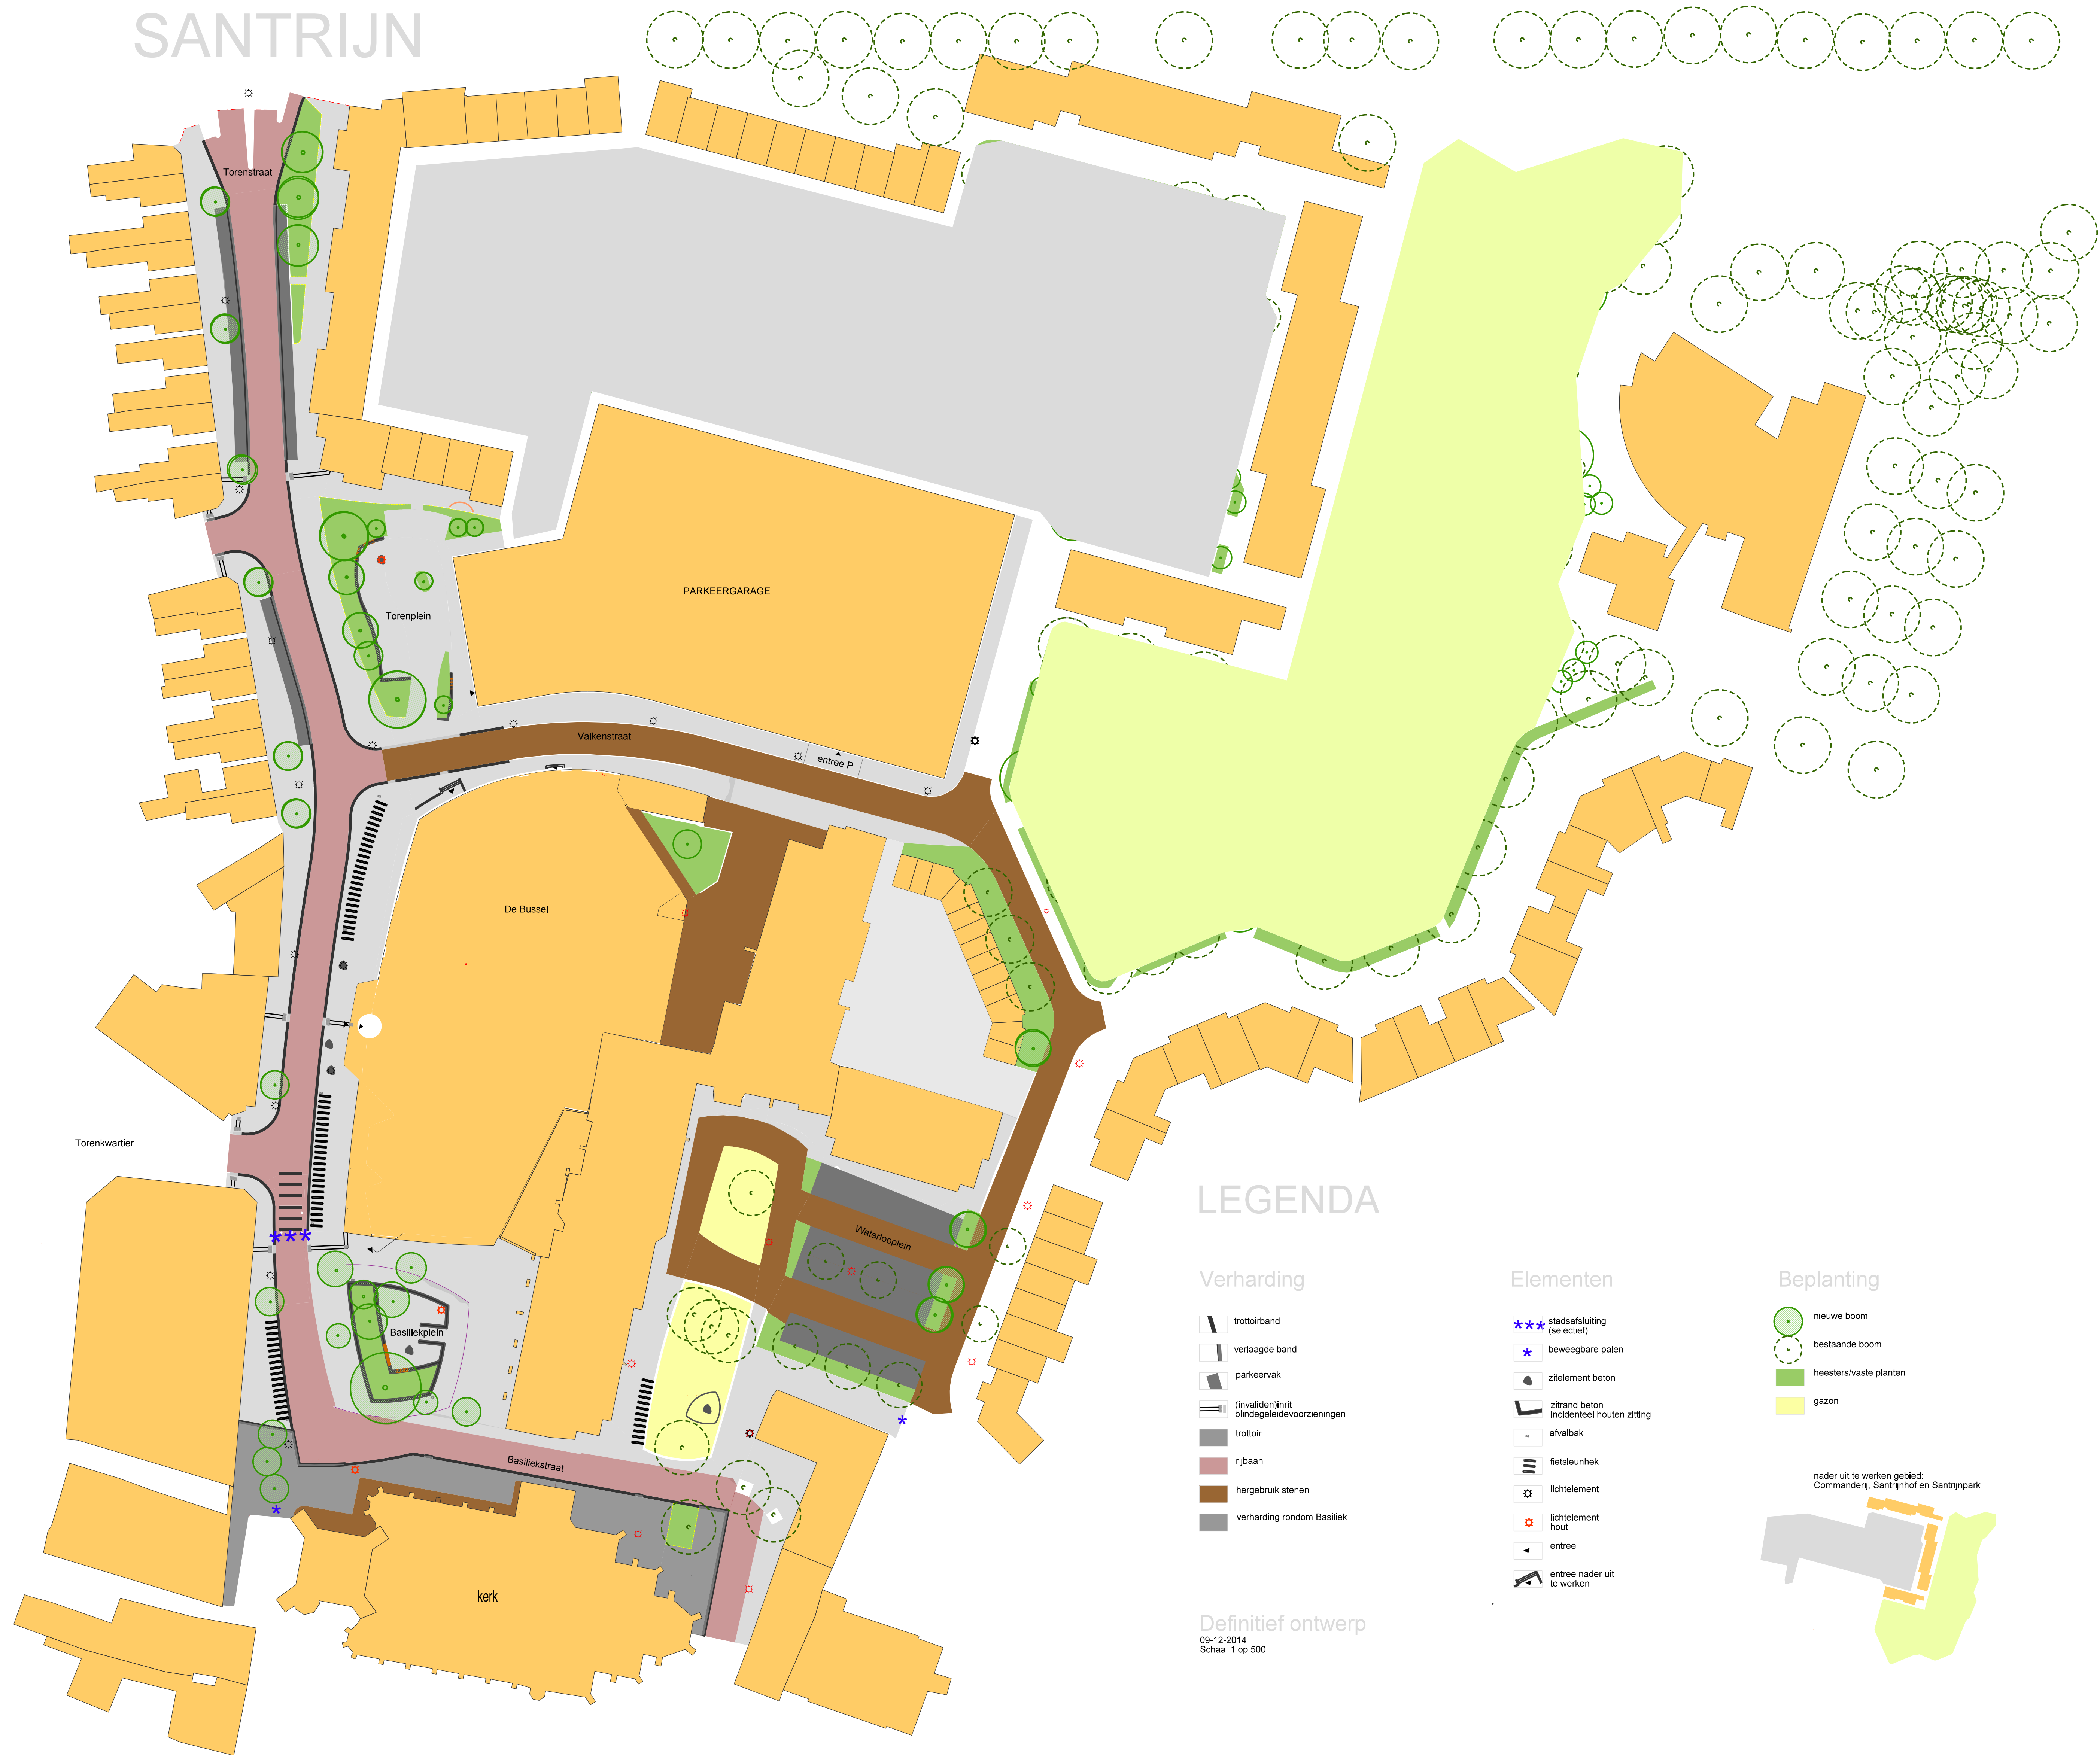 SANTRIJN
Torenstraat
PARKEERGARAGE
Torenplein
Valkenstraat
entree P
De Bussel
Torenkwartier
Waterlooplein
Basiliekplein
Basiliekstraat
kerk
LEGENDA
Verharding
trottoirband
verlaagde band
parkeervak
(invaliden)inrit
blindegeleidevoorzieningen
trottoir
rijbaan
hergebruik stenen
verharding rondom Basiliek
Elementen
stadsafsluiting
(selectief)
beweegbare palen
zitelement beton
zitrand beton
incidenteel houten zitting
afvalbak
fietsleunhek
lichtelement
lichtelement
hout
entree
entree nader uit
te werken
Beplanting
nieuwe boom
bestaande boom
heesters/vaste planten
gazon
nader uit te werken gebied:
Commanderij, Santrijnhof en Santrijnpark
Definitief ontwerp
09-12-2014
Schaal 1 op 500